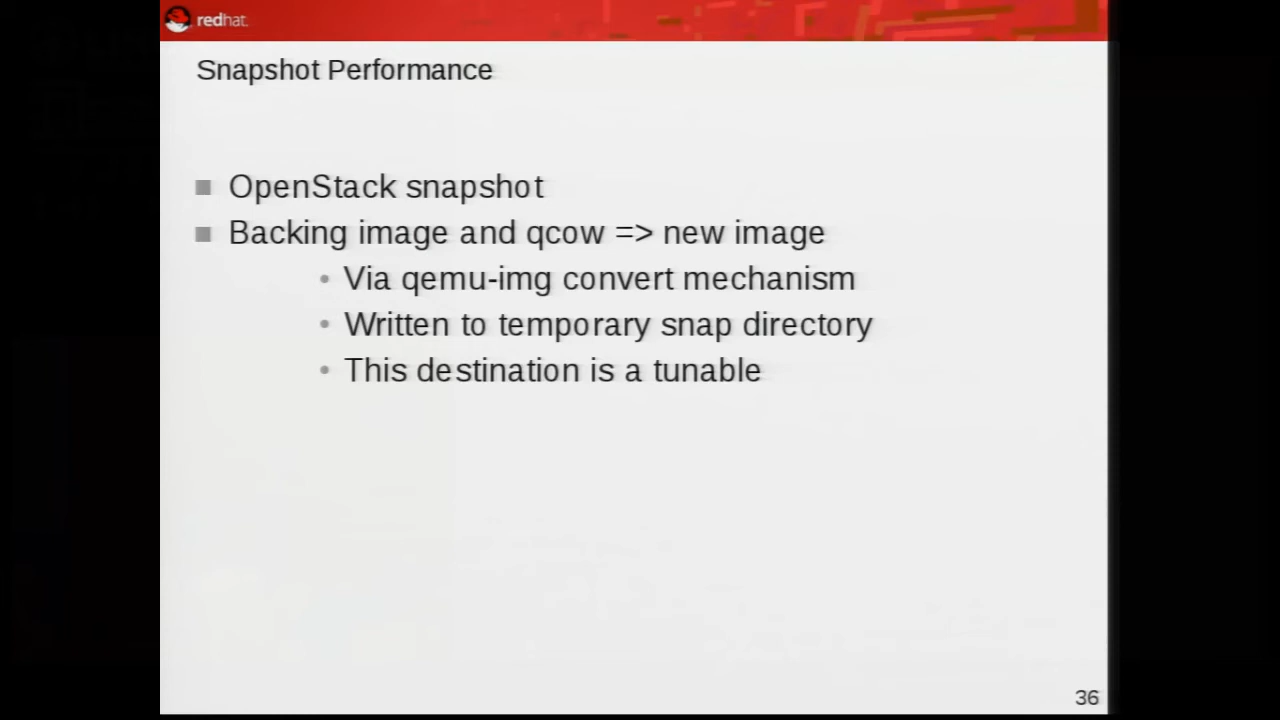 redhat.
Snapshot Performance
OpenStack snapshot
Backing image and qcow => new image
Via qemu-img convert mechanism
Written to temporary snap directory
This destination is a tunable
36